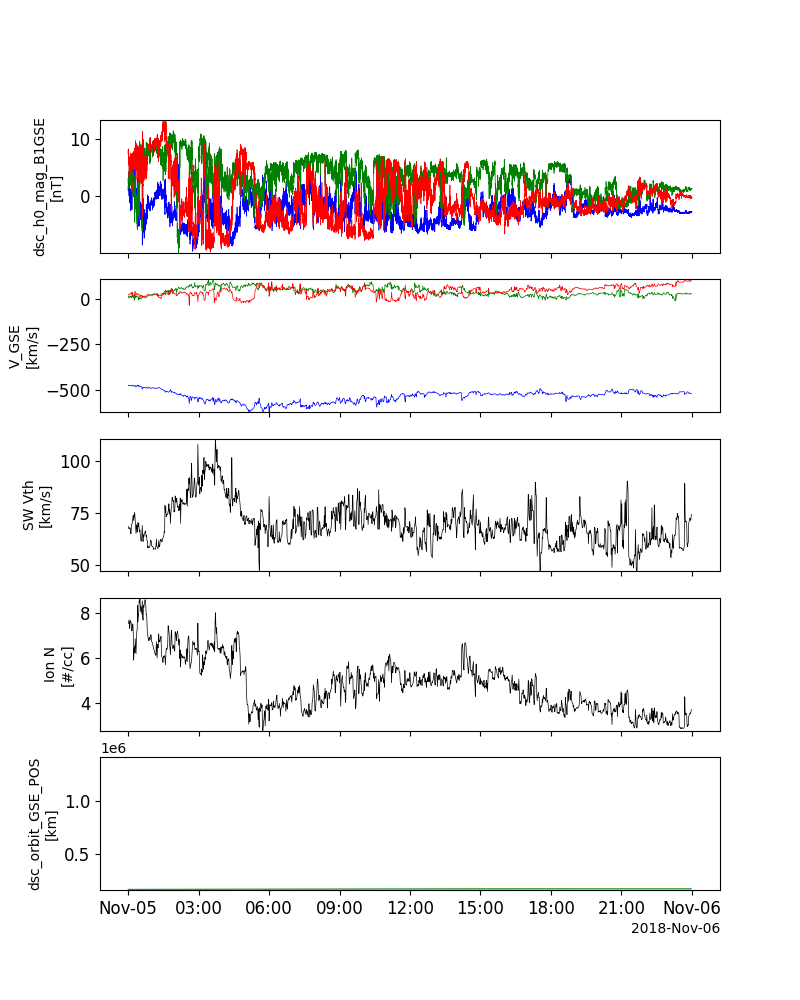 dsc_h0_mag_B1GSE
[nT]
10
0
V_GSE
[km/s]
0
−250
−500
SW Vth
[km/s]
100
75
50
Ion N
[#/cc]
8
6
4
1e6
dsc_orbit_GSE_POS
[km]
1.0
0.5
Nov-05 03:00 06:00 09:00 12:00 15:00 18:00 21:00 Nov-06
2018-Nov-06